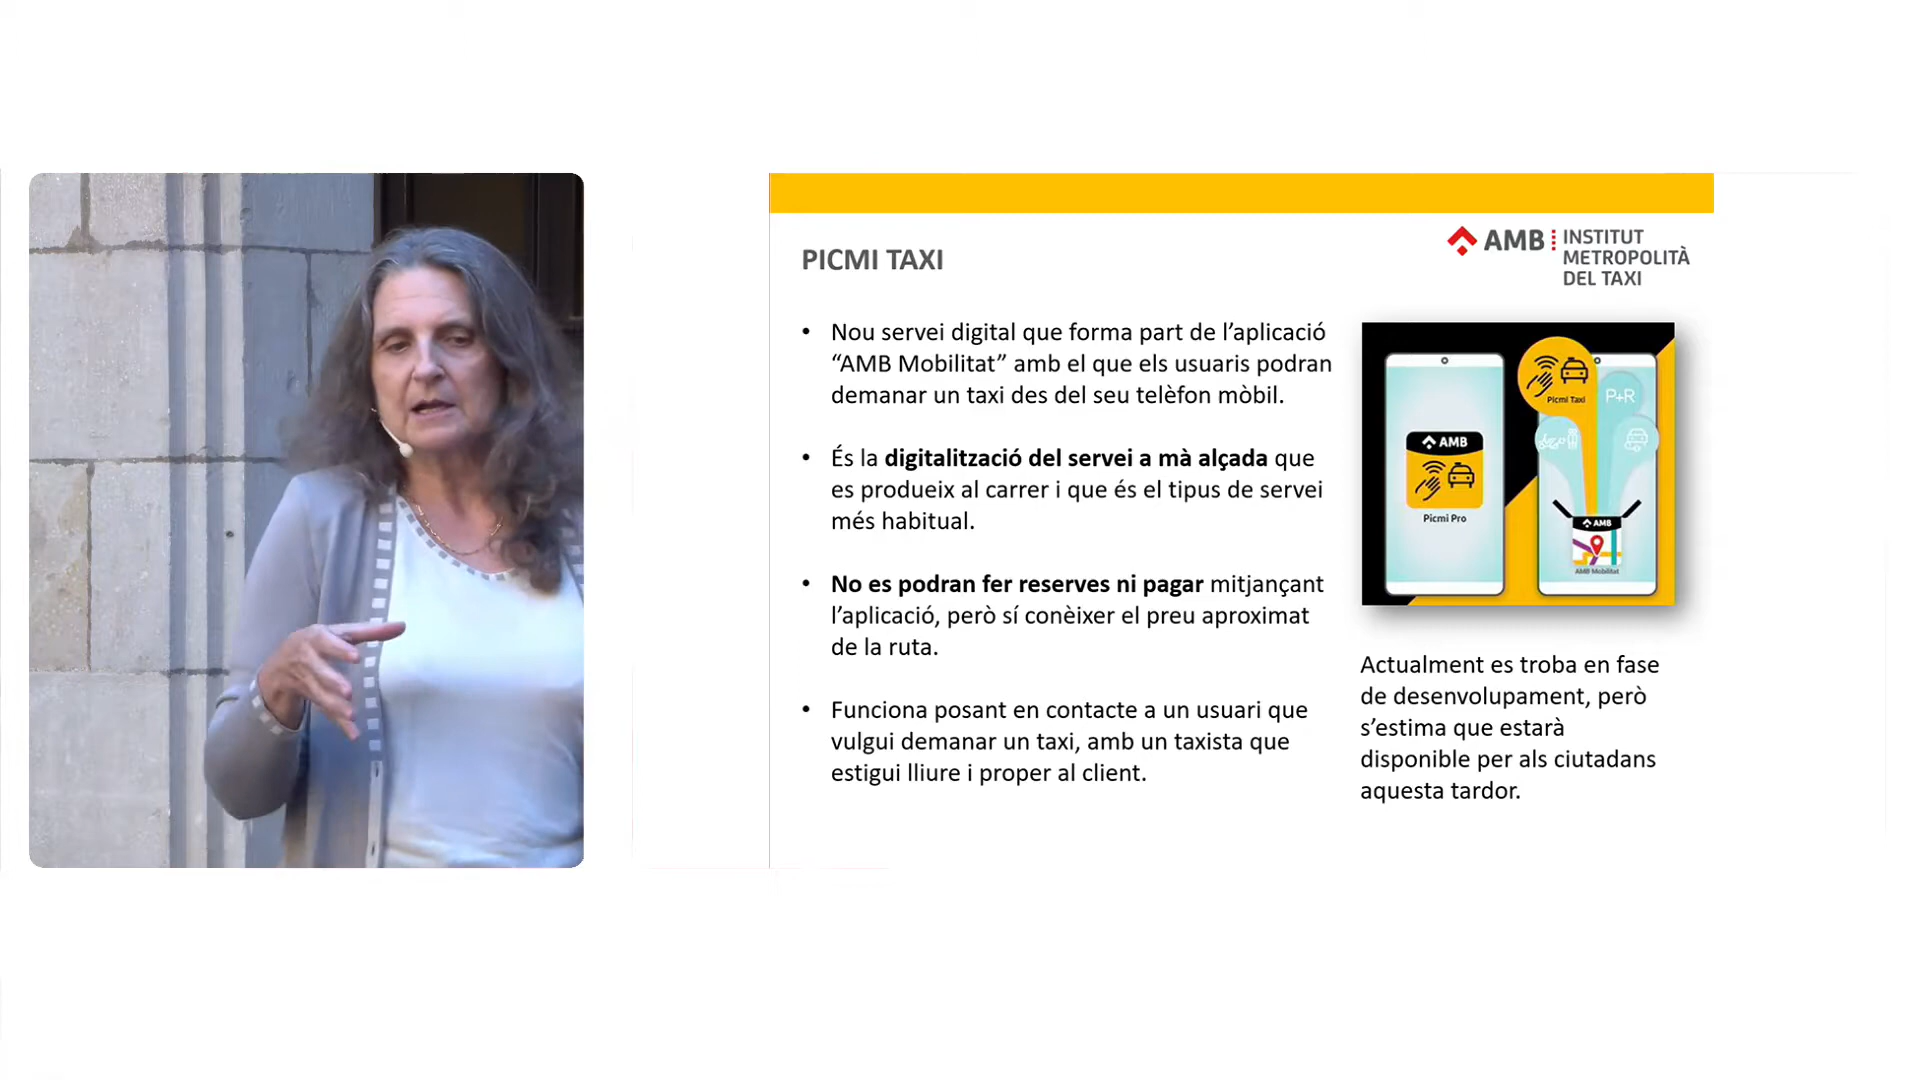 PICMI TAXI
AMB
INSTITUT
METROPOLITÀ
DEL TAXI
• Nou servei digital que forma part de l’aplicació
“AMB Mobilitat” amb el que els usuaris podran
demanar un taxi des del seu telèfon mòbil.
• És la digitalització del servei a mà alçada que
es produeix al carrer i que és el tipus de servei
més habitual.
• No es podran fer reserves ni pagar mitjançant
l’aplicació, però sí conèixer el preu aproximat
de la ruta.
• Funciona posant en contacte a un usuari que
vulgui demanar un taxi, amb un taxista que
estigui lliure i proper al client.
AMB
Picmi Pro
Picmi Taxi
P+R
AMB
AMB Mobilitat
Actualment es troba en fase
de desenvolupament, però
s’estima que estarà
disponible per als ciutadans
aquesta tardor.